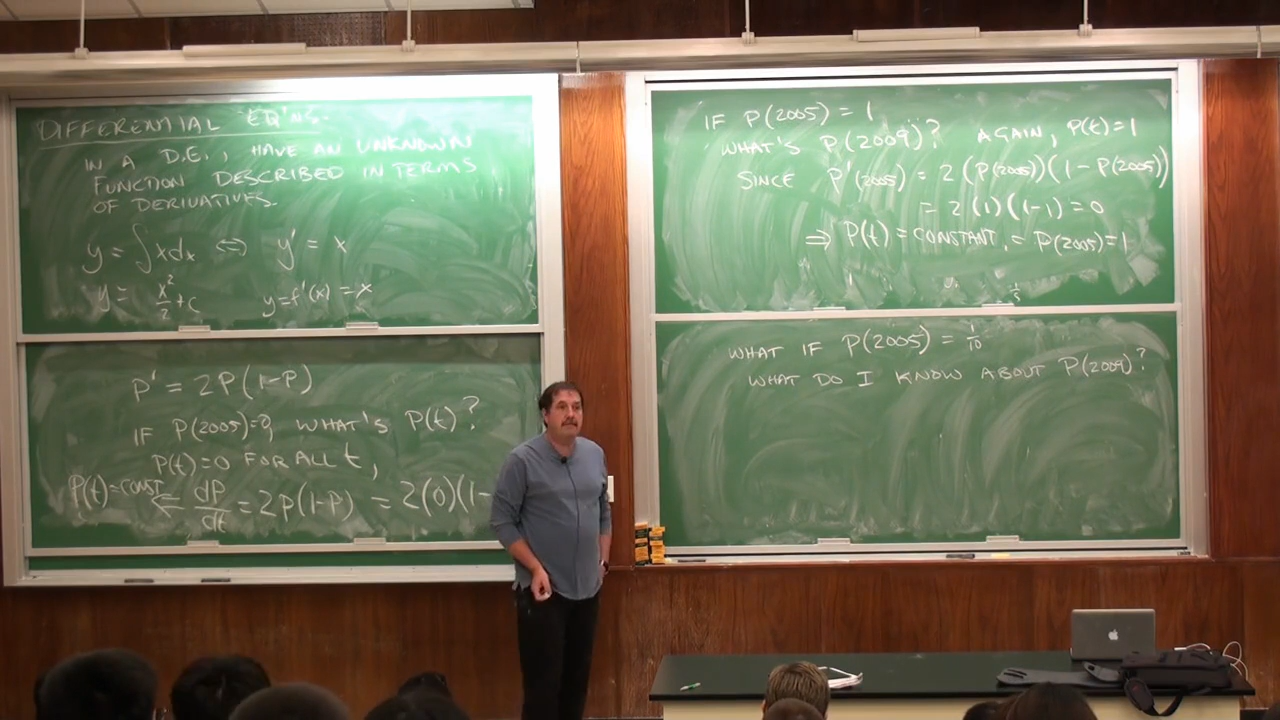 DIFFERENTIAL EQ'NS.
IN A D.E., HAVE AN UNKNOWN
FUNCTION DESCRIBED IN TERMS
OF DERIVATIVES.
y = ∫xdx ⇔ y' = x
y = x²/2 + c y=f'(x) = x
P' = 2P(1-P)
IF P(2005)=0, WHAT'S P(t)?
P(t)=0 FOR ALL t,
P(t)=CONST ⇐ dP/dt = 2P(1-P) = 2(0)(1-
IF P(2005) = 1
WHAT'S P(2009)? AGAIN, P(t)=1
SINCE P'(2005) = 2(P(2005))(1-P(2005))
= 2(1)(1-1)=0
⇒ P(t)=CONSTANT, = P(2005)=1
WHAT IF P(2005) = 1/10
WHAT DO I KNOW ABOUT P(2009)?